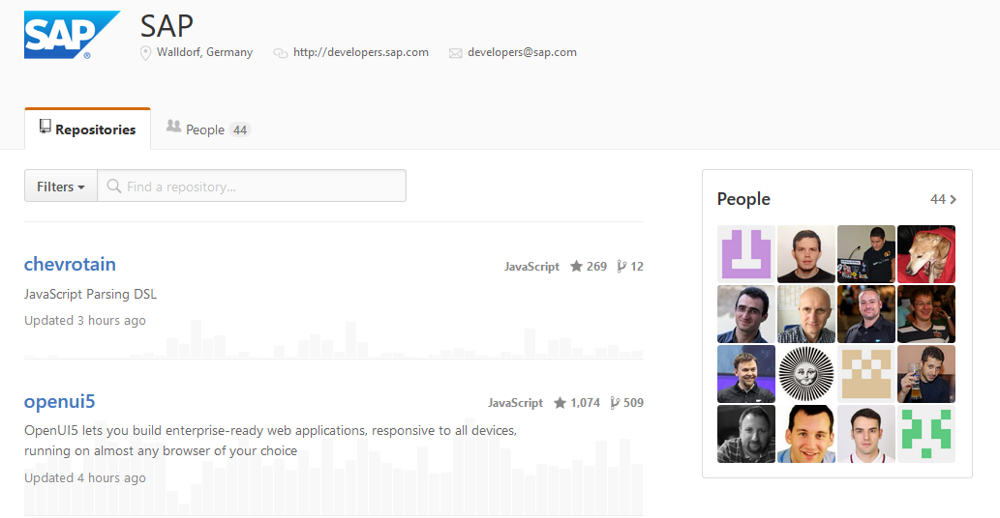 SAP
SAP
®
Walldorf, Germany http://developers.sap.com developers@sap.com
Repositories People 44
Filters Find a repository...
People 44
chevrotain JavaScript 269 12
JavaScript Parsing DSL
Updated 3 hours ago
openui5 JavaScript 1,074 509
OpenUI5 lets you build enterprise-ready web applications, responsive to all devices,
running on almost any browser of your choice
Updated 4 hours ago